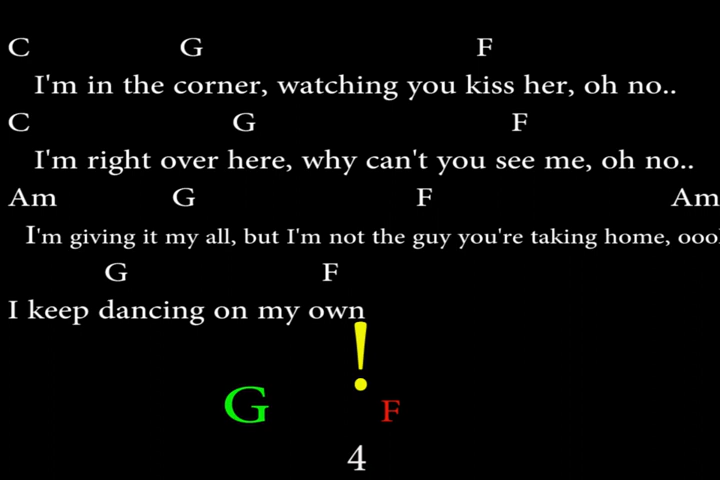 C G F
I'm in the corner, watching you kiss her, oh no..
C G F
I'm right over here, why can't you see me, oh no..
Am G F Am
I'm giving it my all, but I'm not the guy you're taking home, ooo
G F
I keep dancing on my own
!
G F
4